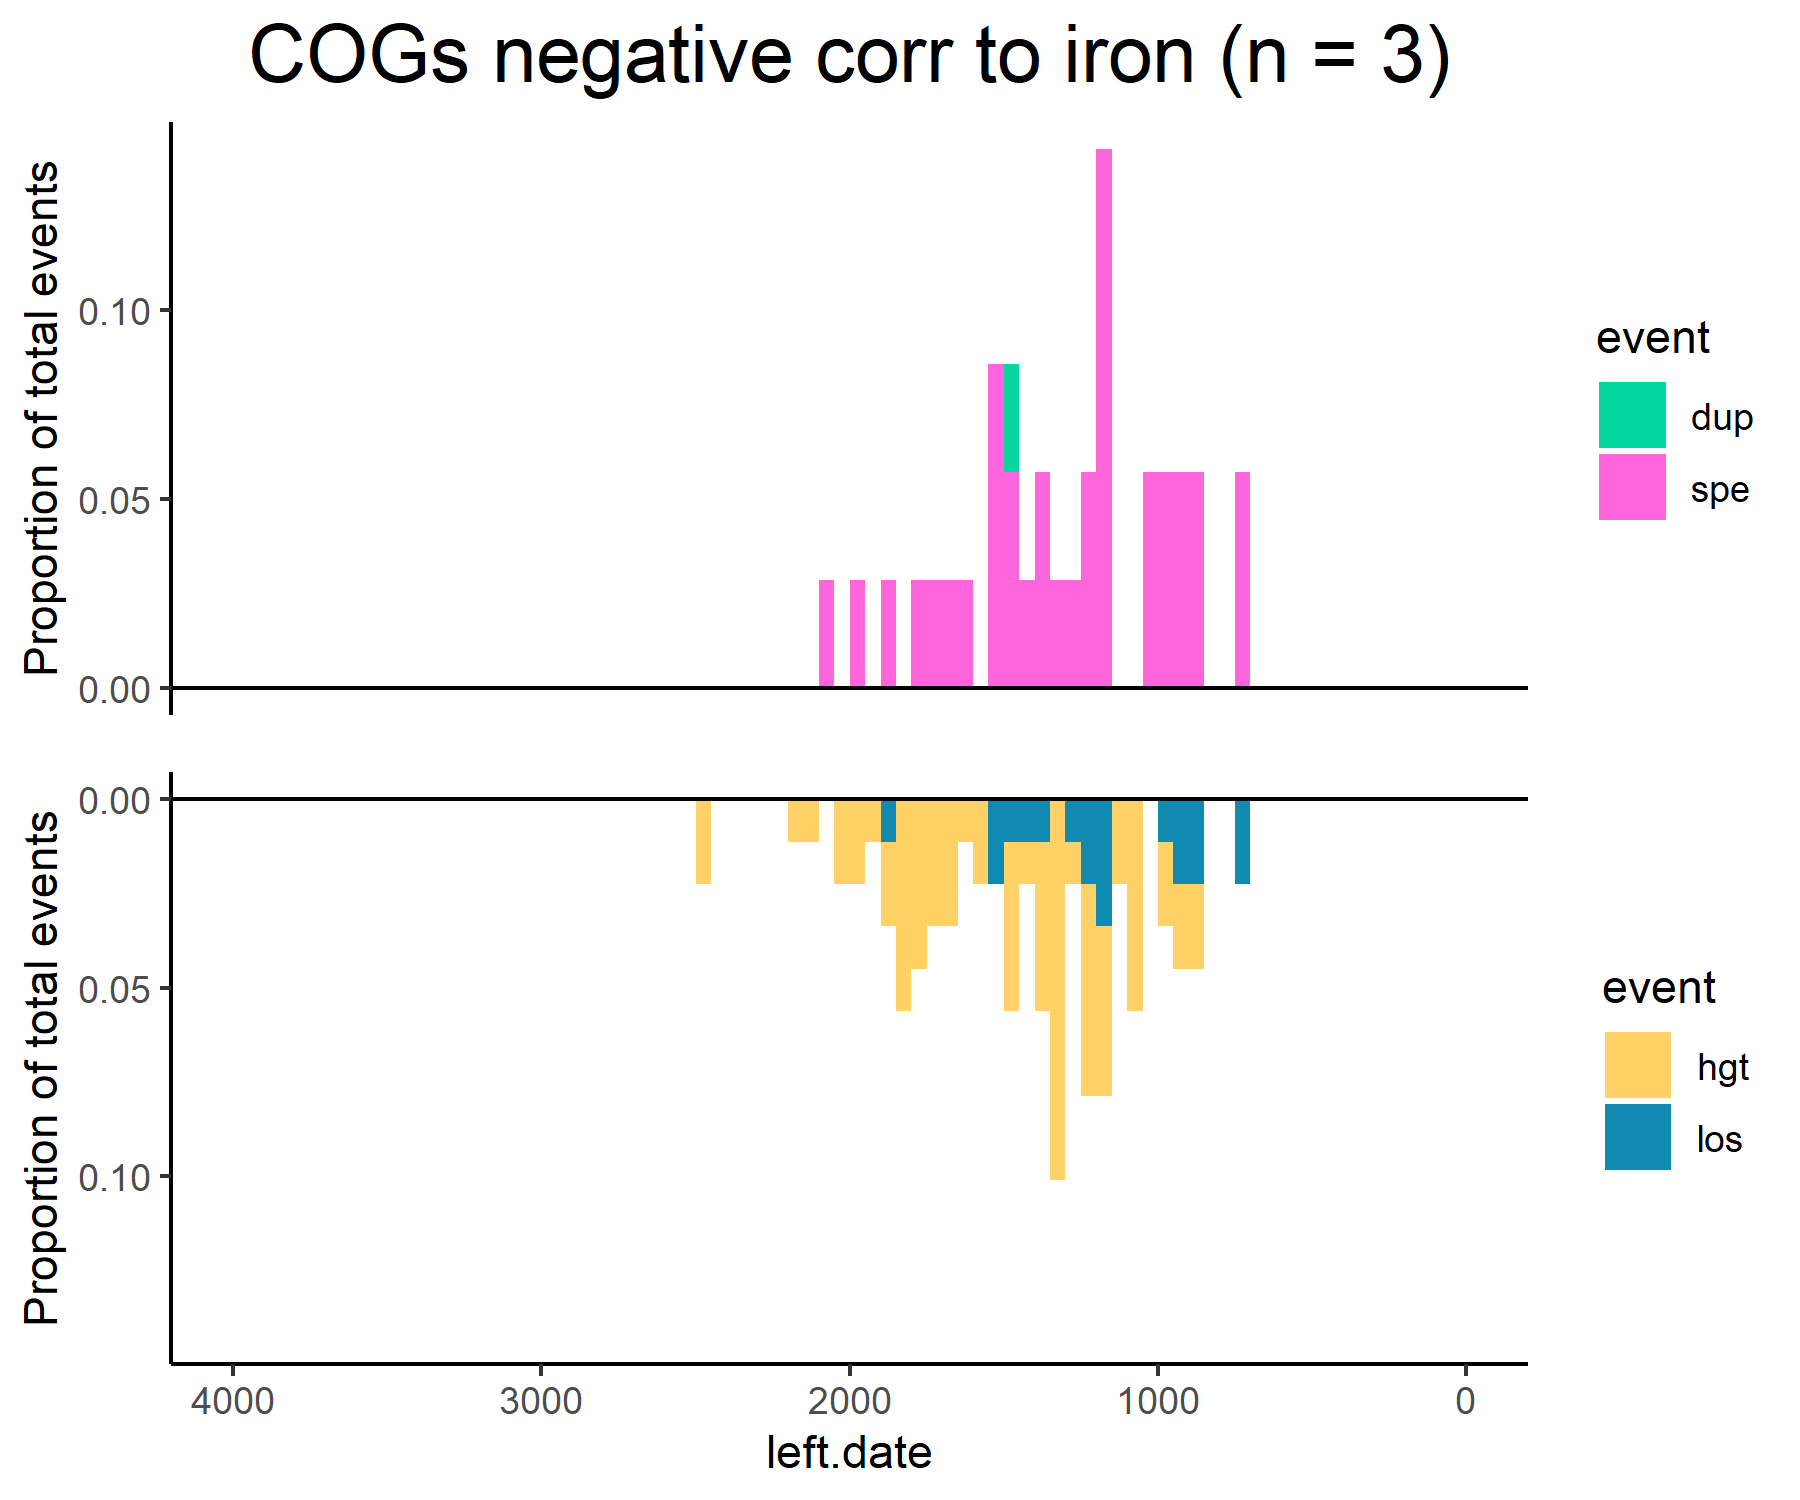 COGs negative corr to iron (n = 3)
Proportion of total events
0.10
0.05
0.00
event
dup
spe
Proportion of total events
0.00
0.05
0.10
event
hgt
los
4000 3000 2000 1000 0
left.date